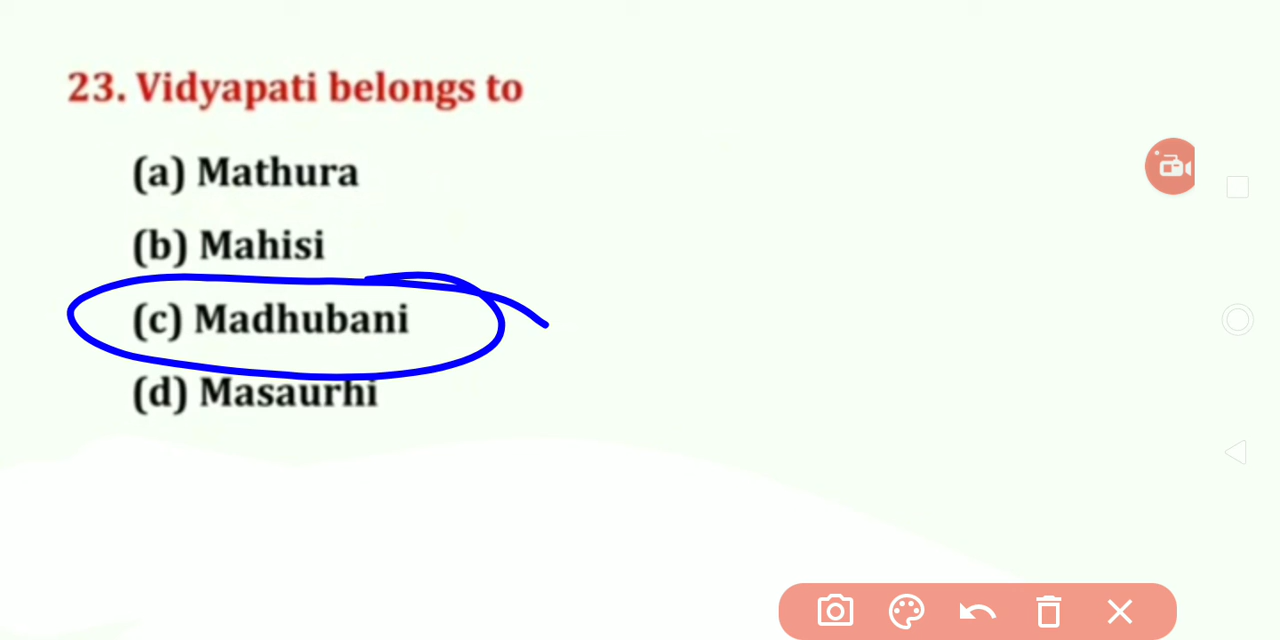 23. Vidyapati belongs to
(a) Mathura
(b) Mahisi
(c) Madhubani
(d) Masaurhi